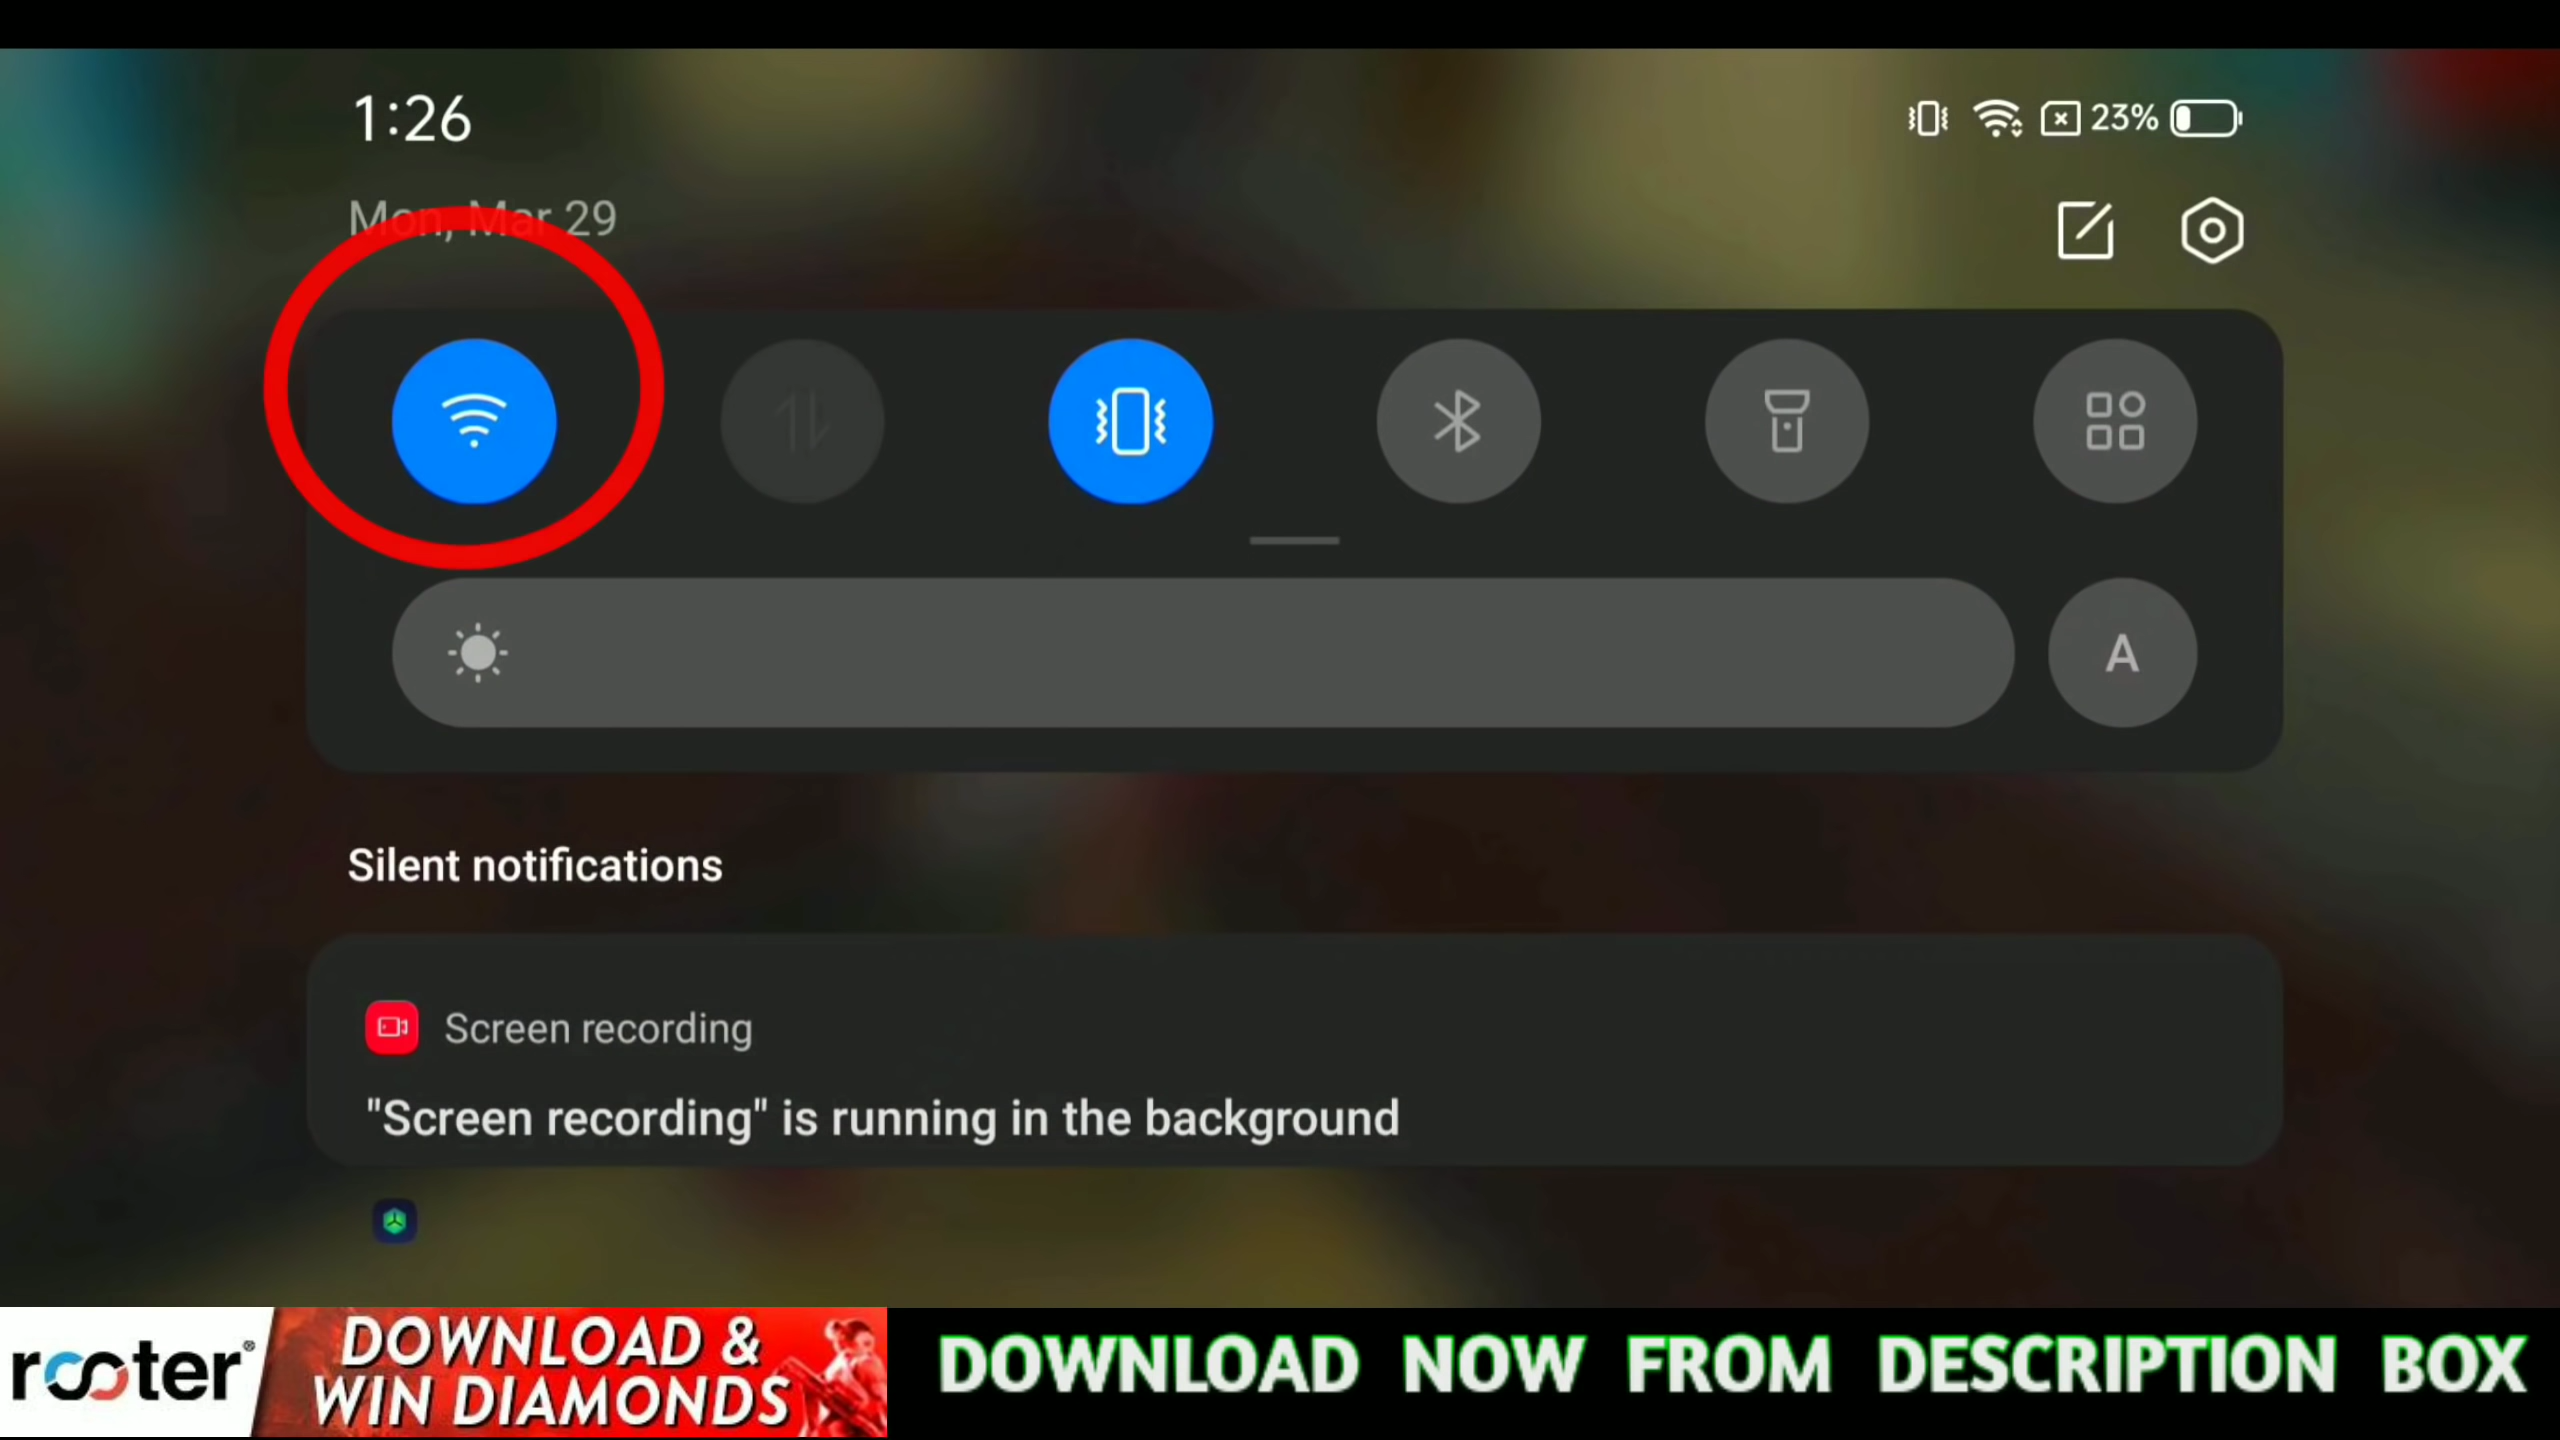 1:26
23%
Mon, Mar 29
A
Silent notifications
Screen recording
"Screen recording" is running in the background
rooter®
DOWNLOAD &
WIN DIAMONDS
DOWNLOAD NOW FROM DESCRIPTION BOX